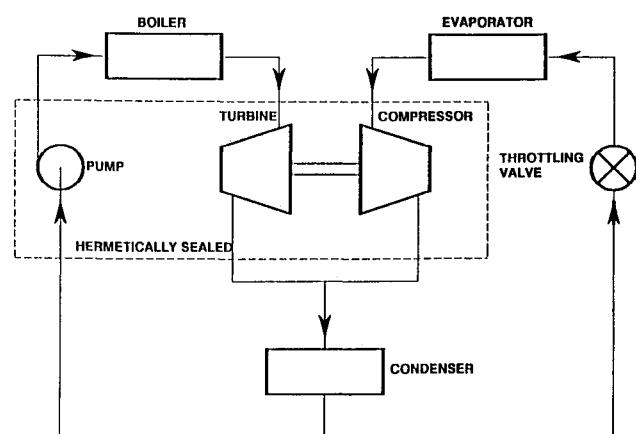 BOILER
EVAPORATOR
TURBINE
COMPRESSOR
PUMP
THROTTLING
VALVE
HERMETICALLY SEALED
CONDENSER